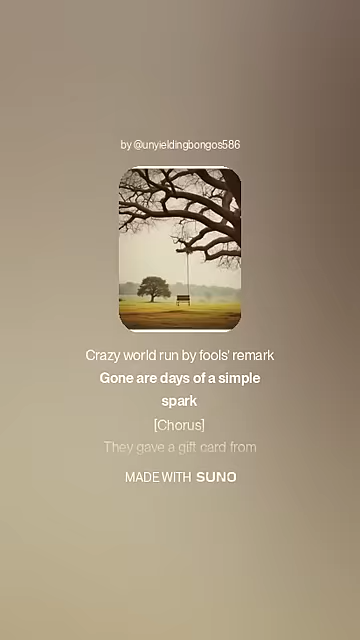 by @unyieldingbongos586
Crazy world run by fools' remark
Gone are days of a simple
spark
[Chorus]
They gave a gift card from
MADE WITH SUNO